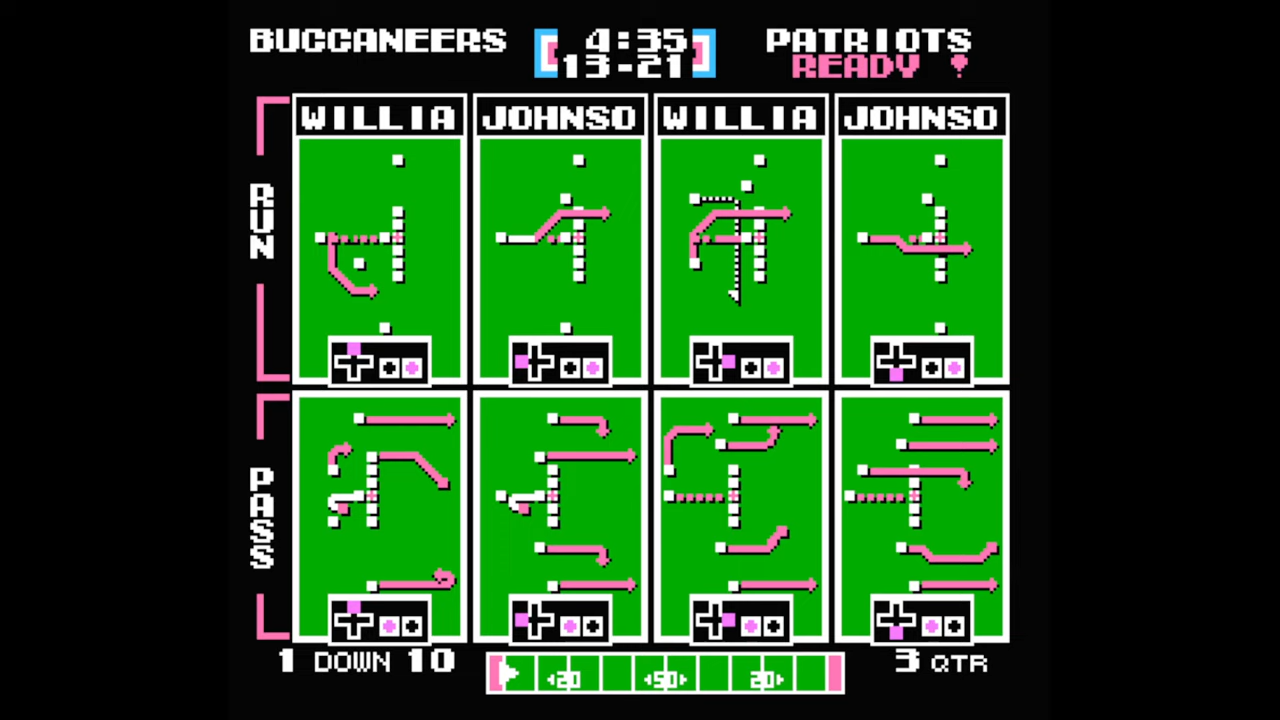 BUCCANEERS 4:35 PATRIOTS
13-21 READY
WILLIA JOHNSO WILLIA JOHNSO
RUN
PASS
1 DOWN 10 3 QTR
20 50 20